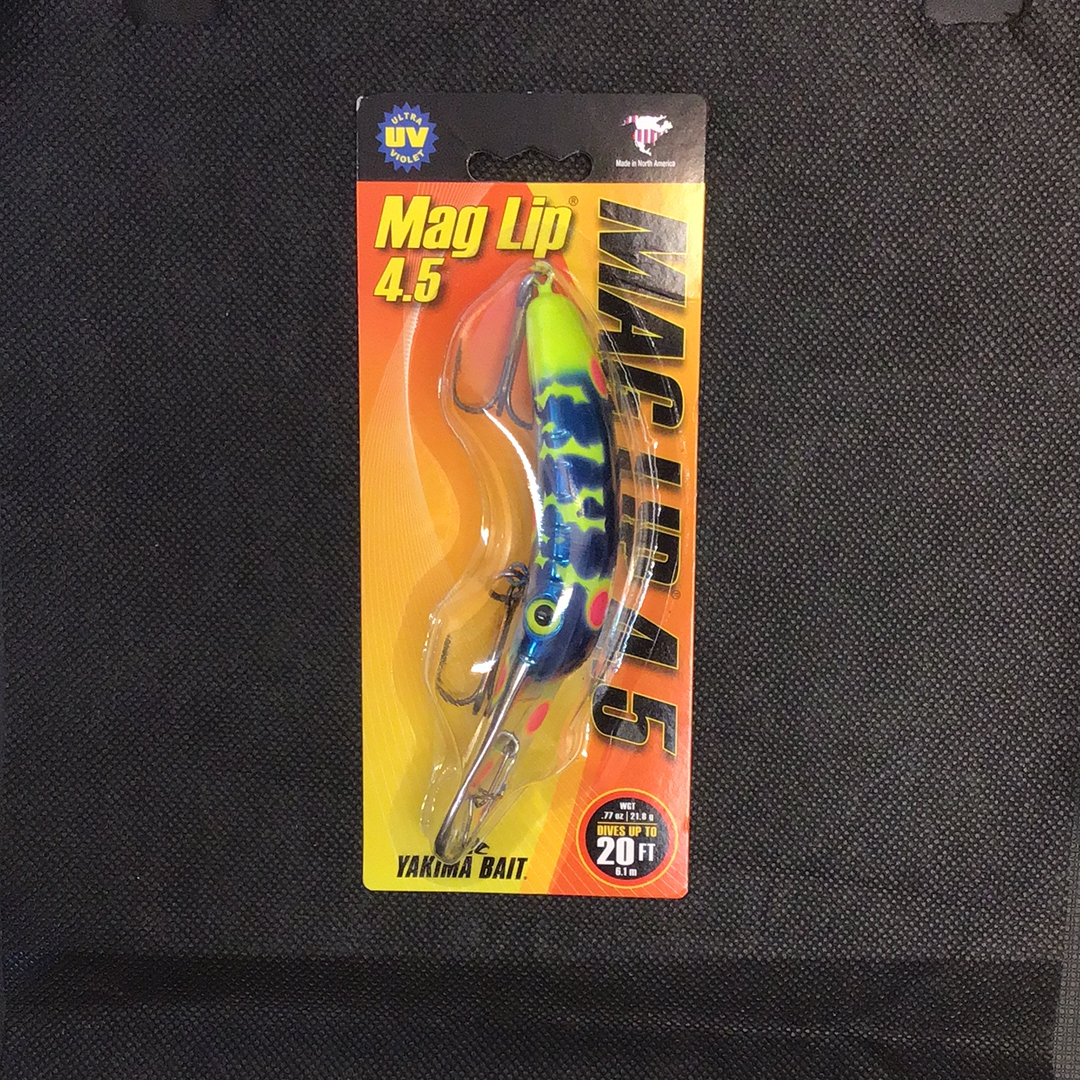 ULTRA
UV
VIOLET
Made in North America
Mag Lip®
4.5
MAG LIP® 4.5
WGT
.77 oz | 21.8 g
DIVES UP TO
20 FT
6.1 m
YAKIMA BAIT.